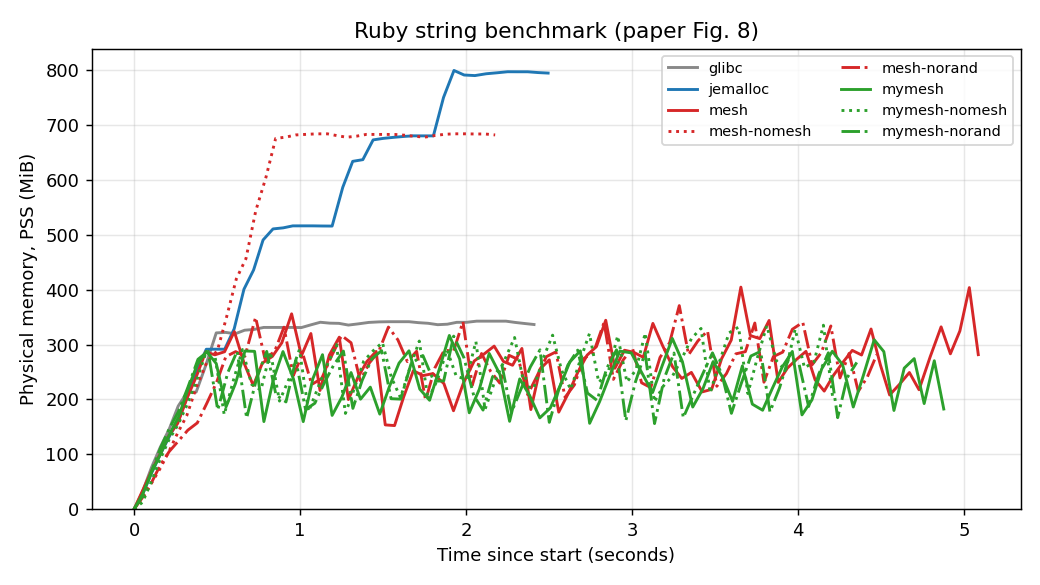 Ruby string benchmark (paper Fig. 8)
Physical memory, PSS (MiB)
800
700
600
500
400
300
200
100
0
glibc
jemalloc
mesh
mesh-nomesh
mesh-norand
mymesh
mymesh-nomesh
mymesh-norand
0 1 2 3 4 5
Time since start (seconds)